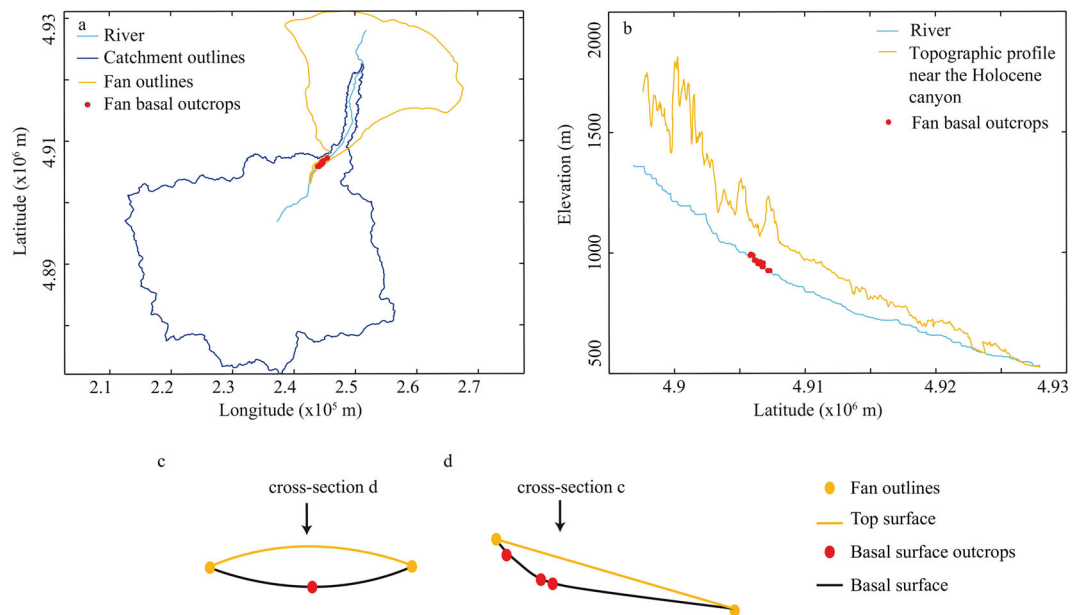 a
River
Catchment outlines
Fan outlines
Fan basal outcrops
4.93
4.91
4.89
Latitude (x10⁶ m)
2.1 2.2 2.3 2.4 2.5 2.6 2.7
Longitude (x10⁵ m)
b
River
Topographic profile
near the Holocene
canyon
Fan basal outcrops
2000
1500
1000
500
Elevation (m)
4.9 4.91 4.92 4.93
Latitude (x10⁶ m)
c
cross-section d
d
cross-section c
Fan outlines
Top surface
Basal surface outcrops
Basal surface